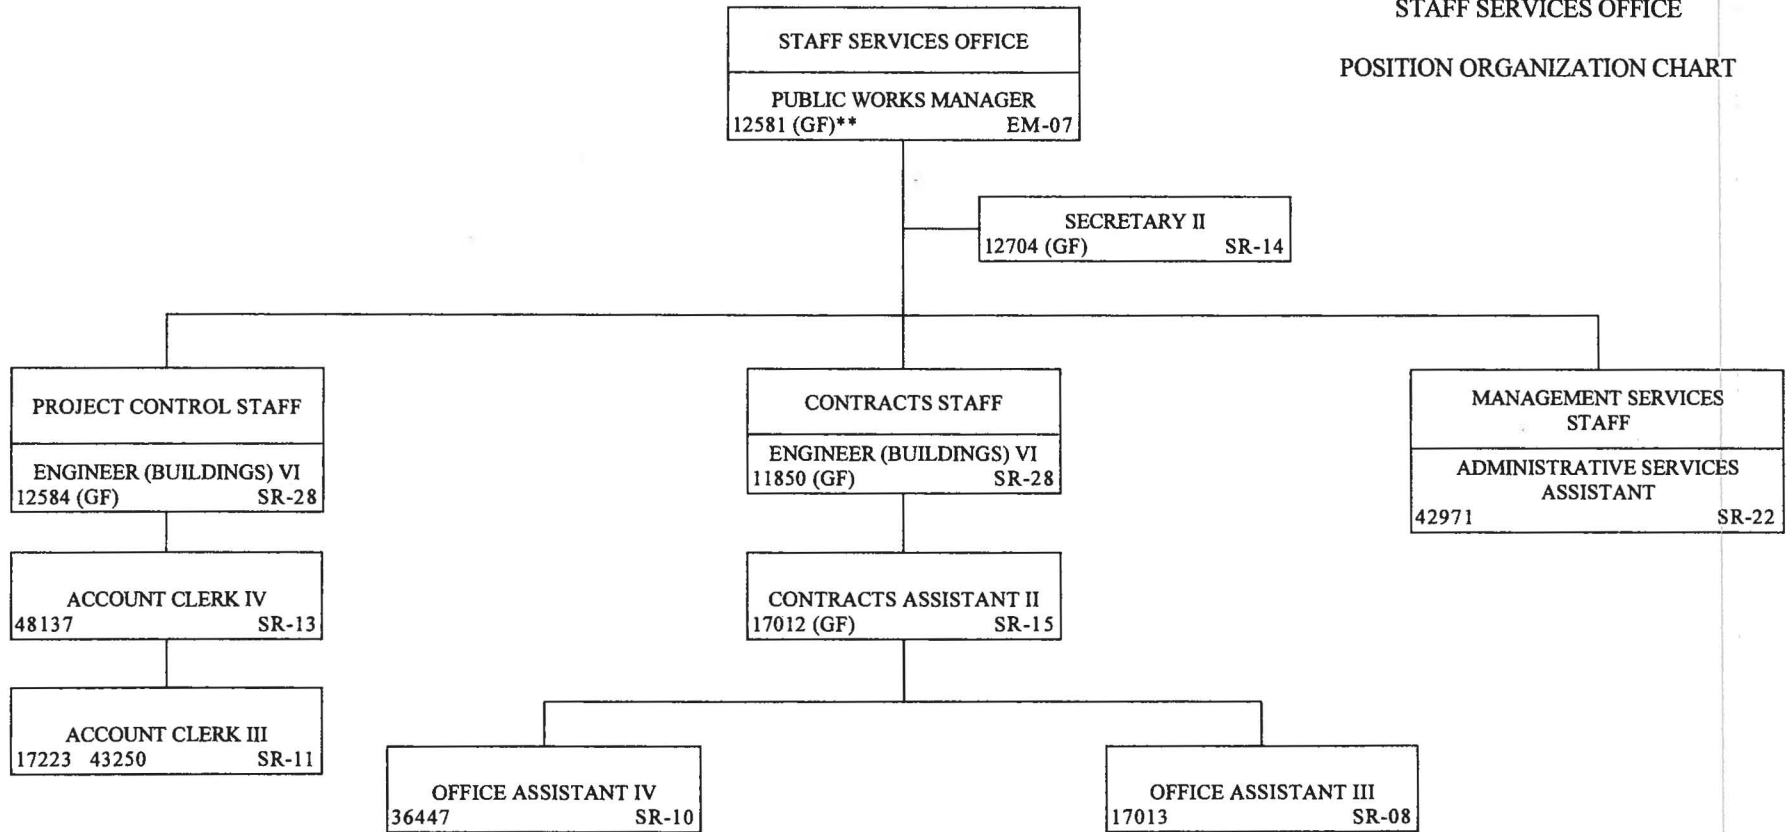 STAFF SERVICES OFFICE
POSITION ORGANIZATION CHART
STAFF SERVICES OFFICE
PUBLIC WORKS MANAGER
12581 (GF)** EM-07
SECRETARY II
12704 (GF) SR-14
PROJECT CONTROL STAFF
ENGINEER (BUILDINGS) VI
12584 (GF) SR-28
ACCOUNT CLERK IV
48137 SR-13
ACCOUNT CLERK III
17223 43250 SR-11
CONTRACTS STAFF
ENGINEER (BUILDINGS) VI
11850 (GF) SR-28
CONTRACTS ASSISTANT II
17012 (GF) SR-15
OFFICE ASSISTANT IV
36447 SR-10
OFFICE ASSISTANT III
17013 SR-08
MANAGEMENT SERVICES
STAFF
ADMINISTRATIVE SERVICES
ASSISTANT
42971 SR-22